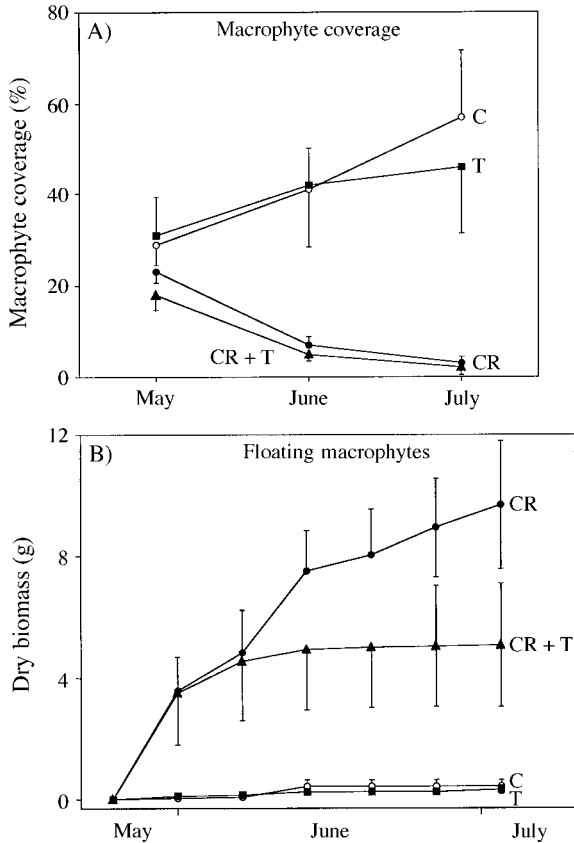 80
A)
Macrophyte coverage
60
C
T
40
20
CR + T
CR
0
May
June
July
Macrophyte coverage (%)
12
B)
Floating macrophytes
CR
8
CR + T
4
C
T
0
May
June
July
Dry biomass (g)